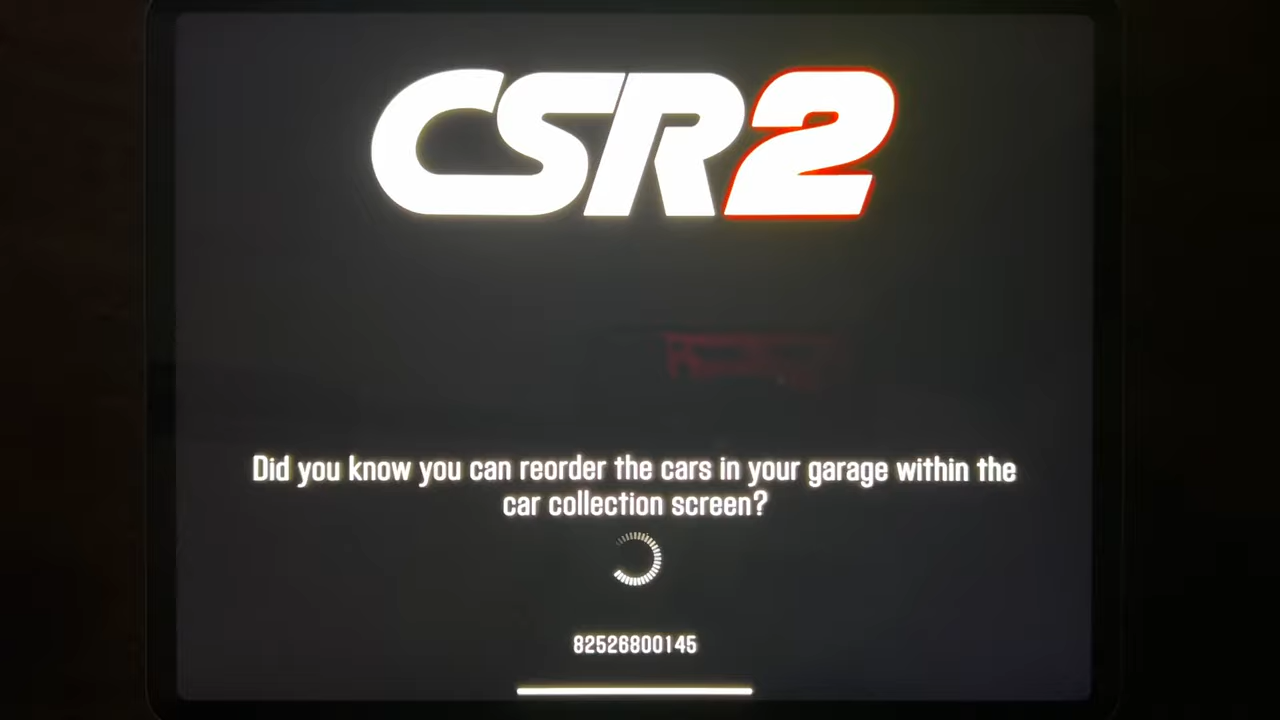 CSR2
Did you know you can reorder the cars in your garage within the
car collection screen?
82526800145